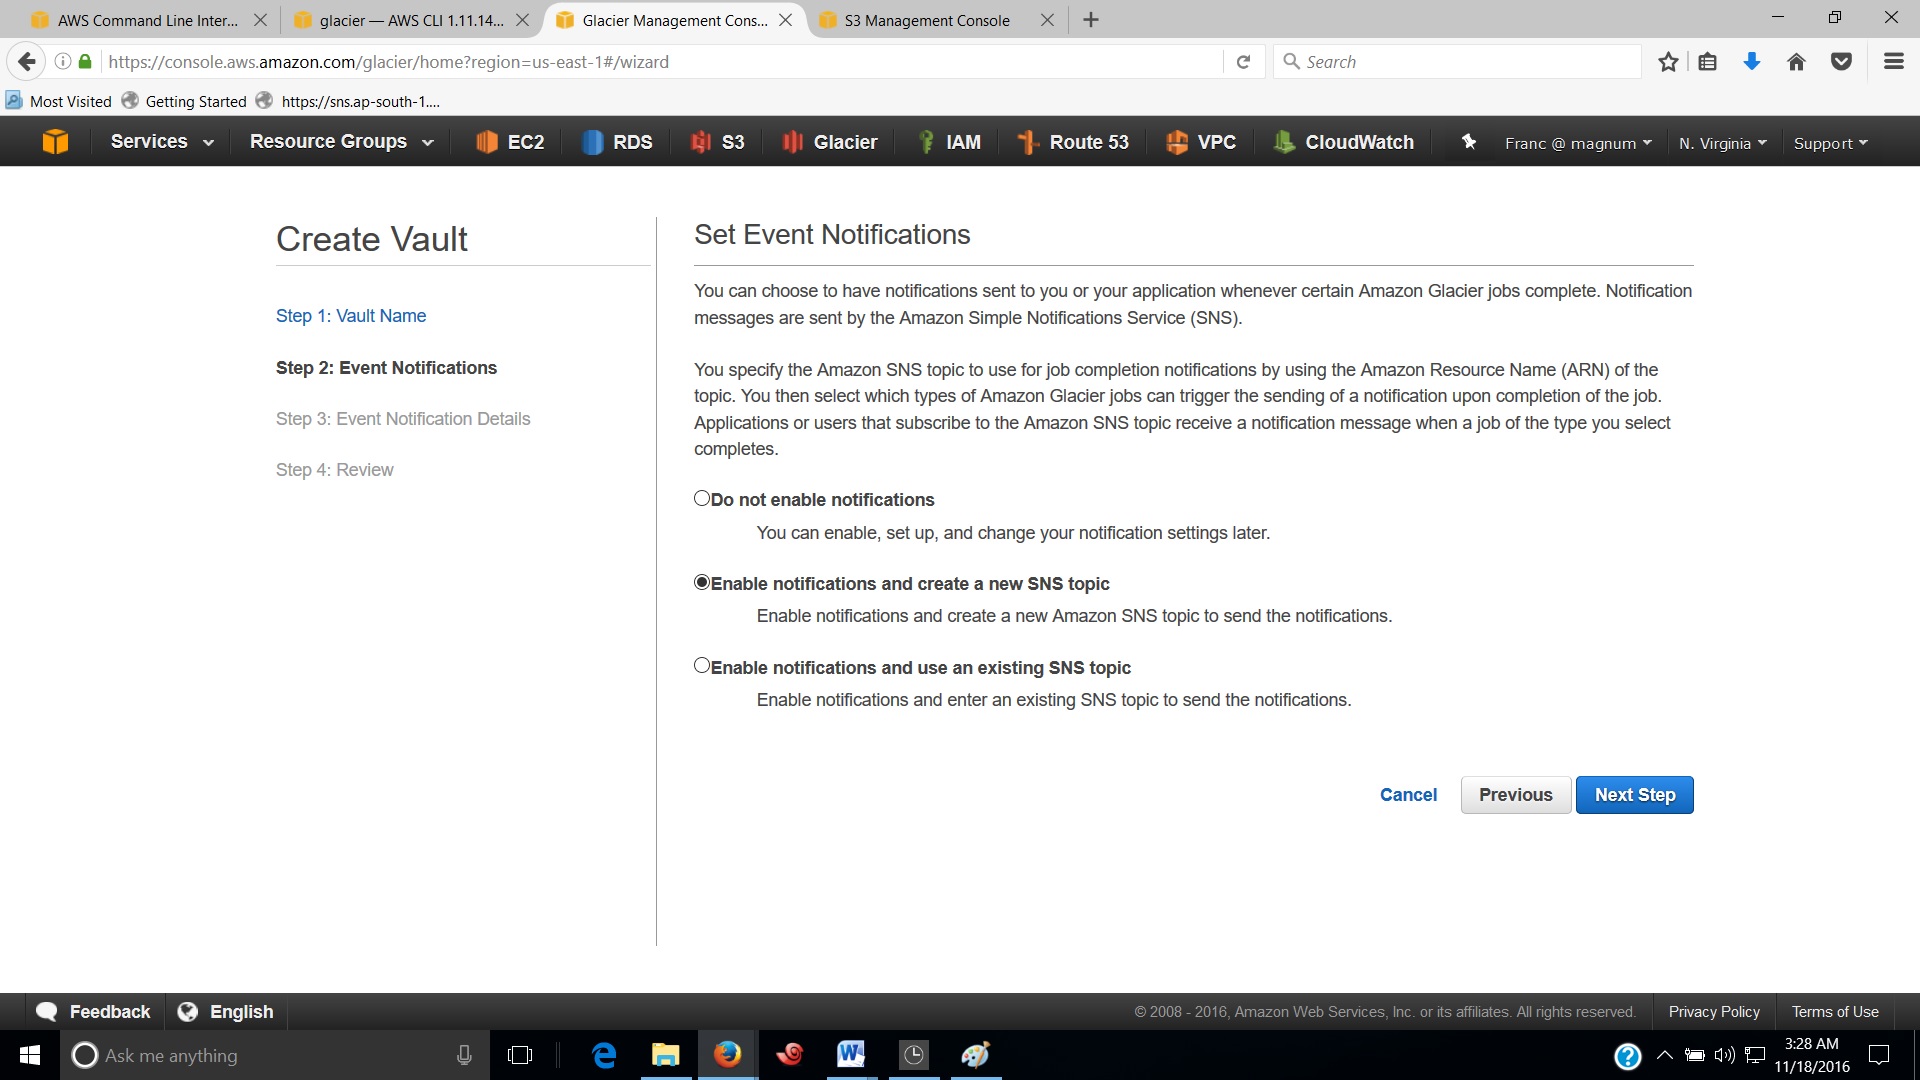 AWS Command Line Inter...
glacier — AWS CLI 1.11.14...
Glacier Management Cons...
S3 Management Console
https://console.aws.amazon.com/glacier/home?region=us-east-1#/wizard
Search
Most Visited
Getting Started
https://sns.ap-south-1....
Services
Resource Groups
EC2
RDS
S3
Glacier
IAM
Route 53
VPC
CloudWatch
Franc @ magnum
N. Virginia
Support
Create Vault
Step 1: Vault Name
Step 2: Event Notifications
Step 3: Event Notification Details
Step 4: Review
Set Event Notifications
You can choose to have notifications sent to you or your application whenever certain Amazon Glacier jobs complete. Notification
messages are sent by the Amazon Simple Notifications Service (SNS).
You specify the Amazon SNS topic to use for job completion notifications by using the Amazon Resource Name (ARN) of the
topic. You then select which types of Amazon Glacier jobs can trigger the sending of a notification upon completion of the job.
Applications or users that subscribe to the Amazon SNS topic receive a notification message when a job of the type you select
completes.
Do not enable notifications
You can enable, set up, and change your notification settings later.
Enable notifications and create a new SNS topic
Enable notifications and create a new Amazon SNS topic to send the notifications.
Enable notifications and use an existing SNS topic
Enable notifications and enter an existing SNS topic to send the notifications.
Cancel
Previous
Next Step
Feedback
English
© 2008 - 2016, Amazon Web Services, Inc. or its affiliates. All rights reserved.
Privacy Policy
Terms of Use
Ask me anything
3:28 AM
11/18/2016